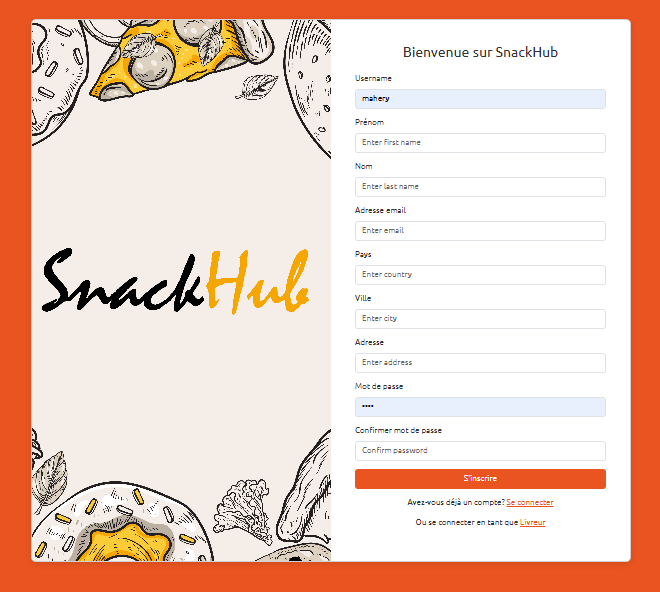 SnackHub
Bienvenue sur SnackHub
Username
mahery
Prénom
Enter first name
Nom
Enter last name
Adresse email
Enter email
Pays
Enter country
Ville
Enter city
Adresse
Enter address
Mot de passe
••••
Confirmer mot de passe
Confirm password
S'inscrire
Avez-vous déjà un compte? Se connecter
Ou se connecter en tant que Livreur